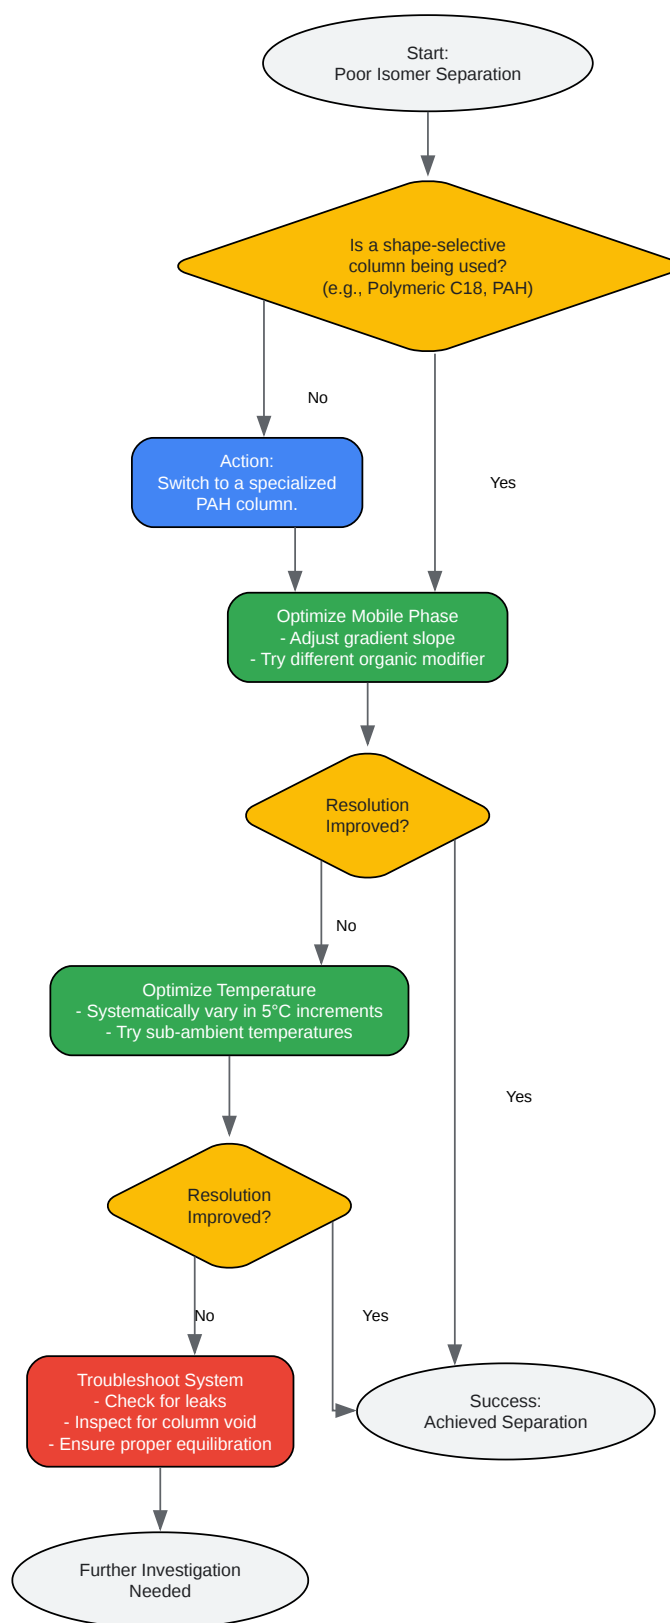 Start:
Poor Isomer Separation
Is a shape-selective
column being used?
(e.g., Polymeric C18, PAH)
No
Action:
Switch to a specialized
PAH column.
Yes
Optimize Mobile Phase
- Adjust gradient slope
- Try different organic modifier
Resolution
Improved?
No
Optimize Temperature
- Systematically vary in 5°C increments
- Try sub-ambient temperatures
Yes
Resolution
Improved?
No
Yes
Troubleshoot System
- Check for leaks
- Inspect for column void
- Ensure proper equilibration
Success:
Achieved Separation
Further Investigation
Needed